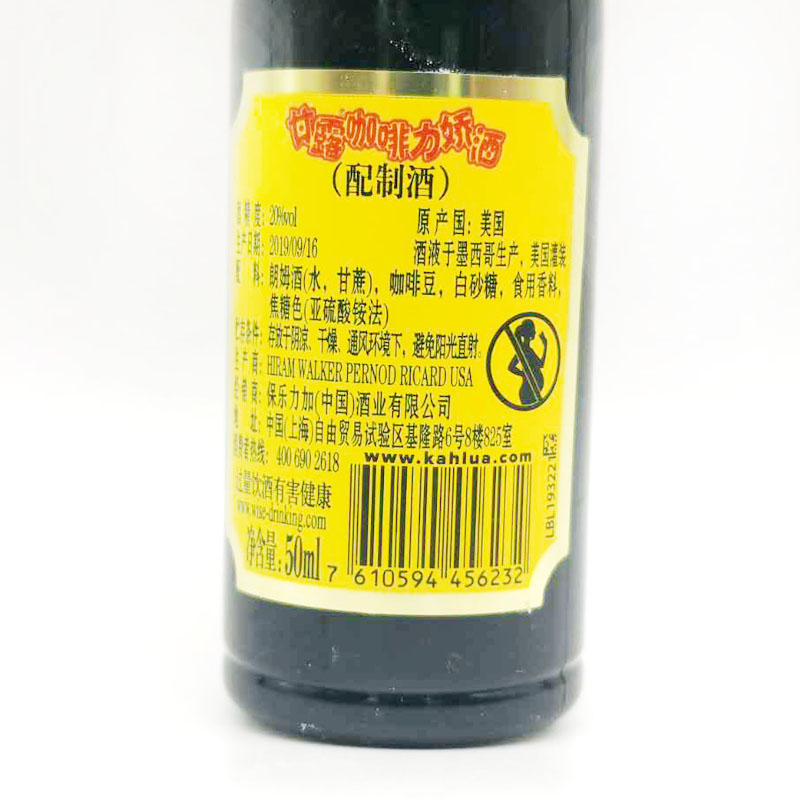 甘露咖啡力娇酒
(配制酒)
酒精度: 20%vol
原产国: 美国
生产日期: 2019/09/16
酒液于墨西哥生产, 美国灌装
配 料: 朗姆酒(水, 甘蔗), 咖啡豆, 白砂糖, 食用香料,
焦糖色(亚硫酸铵法)
贮存条件: 存放于阴凉、干燥、通风环境下, 避免阳光直射。
生产商: HIRAM WALKER PERNOD RICARD USA
经销商: 保乐力加(中国)酒业有限公司
地 址: 中国(上海)自由贸易试验区基隆路6号8楼825室
消费者热线: 400 690 2618
www.kahlua.com
过量饮酒有害健康
www.wise-drinking.com
净含量: 50ml
7 610594 456232
LBL19322